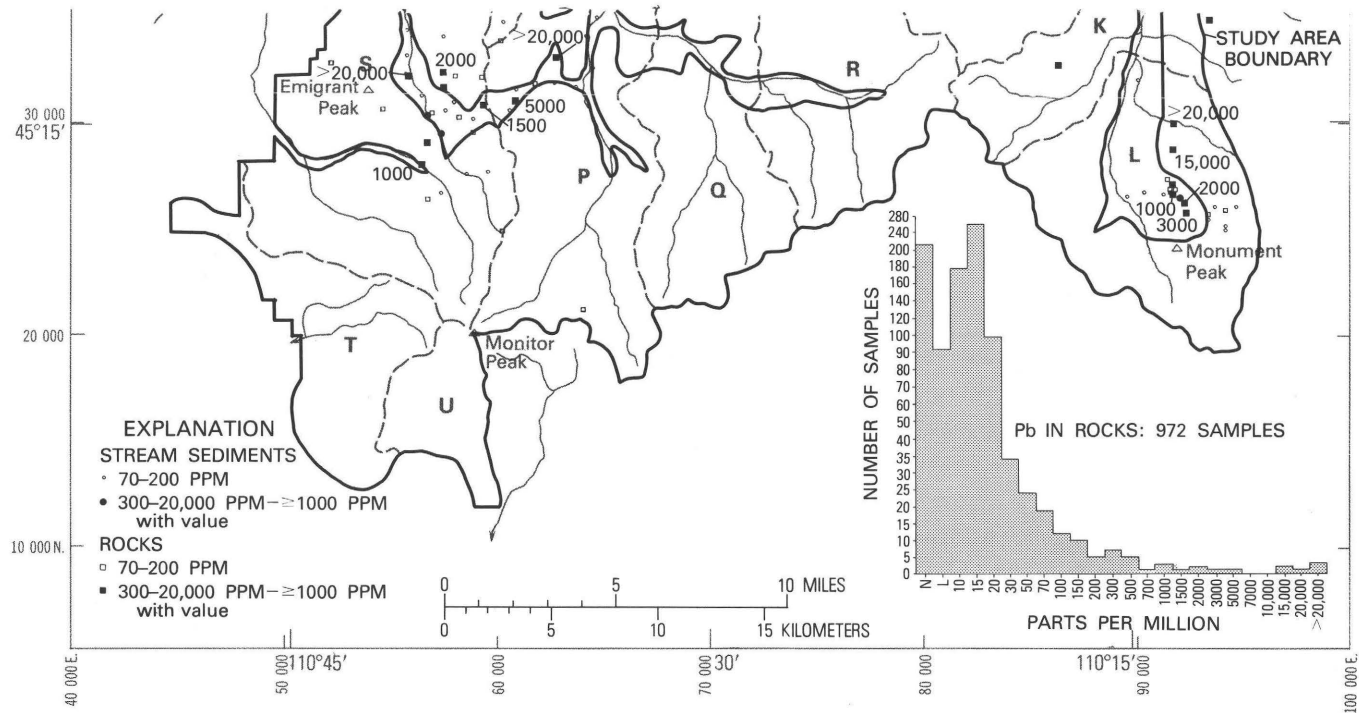 K
STUDY AREA
BOUNDARY
>20,000
2000
S
>20,000
R
Emigrant
Peak
5000
1500
30 000
45°15'
>20,000
L
15,000
1000
P
Q
2000
1000
3000
Monument
Peak
20 000
T
Monitor
Peak
U
EXPLANATION
STREAM SEDIMENTS
70–200 PPM
300–20,000 PPM—≥1000 PPM
with value
ROCKS
70–200 PPM
300–20,000 PPM—≥1000 PPM
with value
10 000 N.
0 5 10 MILES
0 5 10 15 KILOMETERS
NUMBER OF SAMPLES
280
240
200
180
160
140
120
100
90
80
70
60
50
40
35
30
25
20
15
10
5
0
Pb IN ROCKS: 972 SAMPLES
N L 10 15 20 30 50 70 100 150 200 300 500 700 1000 1500 2000 3000 5000 7000 10,000 15,000 20,000 >20,000
PARTS PER MILLION
40 000 E. 50 000 110°45' 60 000 70 000 30' 80 000 110°15' 90 000 100 000 E.